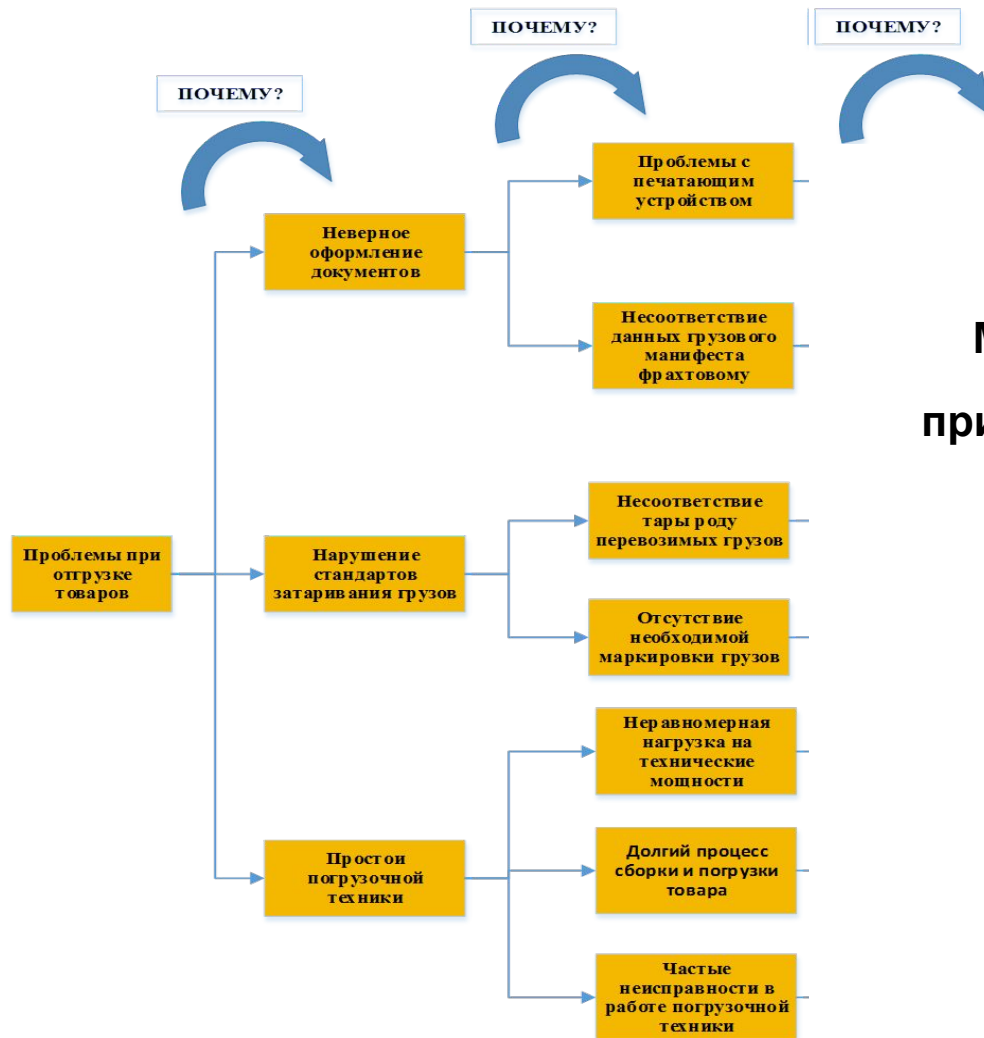 ПОЧЕМУ?
ПОЧЕМУ?
ПОЧЕМУ?
Проблемы при
отгрузке
товаров
Неверное
оформление
документов
Проблемы с
печатающим
устройством
Несоответствие
данных грузового
манифеста
фрахтовому
Нарушение
стандартов
затаривания грузов
Несоответствие
тары роду
перевозимых грузов
Отсутствие
необходимой
маркировки грузов
Простои
погрузочной
техники
Неравномерная
нагрузка на
технические
мощности
Долгий процесс
сборки и погрузки
товара
Частые
неисправности в
работе погрузочной
техники